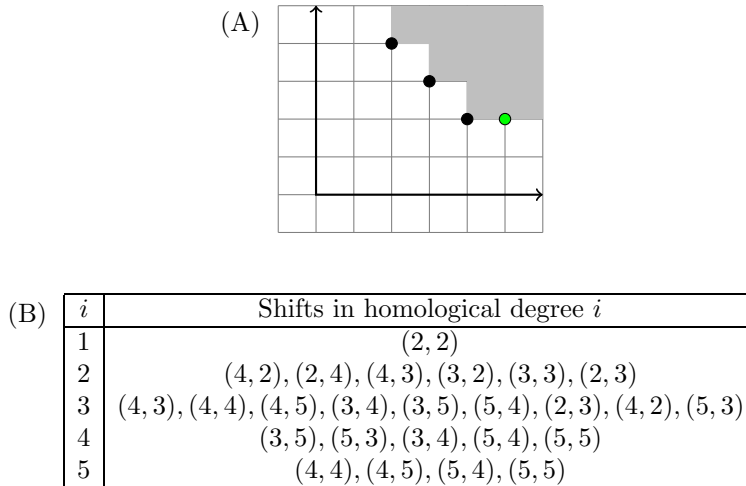 (A)
(B)
i Shifts in homological degree i
1 (2, 2)
2 (4, 2), (2, 4), (4, 3), (3, 2), (3, 3), (2, 3)
3 (4, 3), (4, 4), (4, 5), (3, 4), (3, 5), (5, 4), (2, 3), (4, 2), (5, 3)
4 (3, 5), (5, 3), (3, 4), (5, 4), (5, 5)
5 (4, 4), (4, 5), (5, 4), (5, 5)